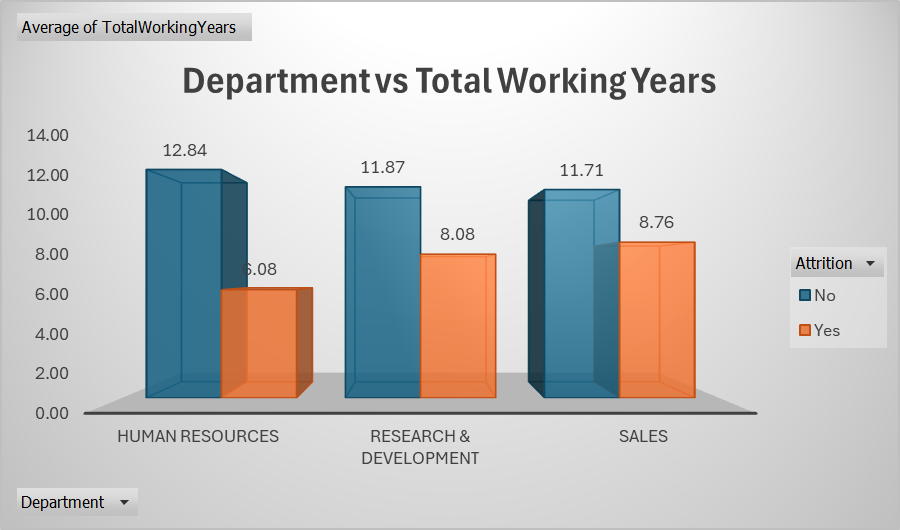 Average of TotalWorkingYears
Department vs Total Working Years
14.00
12.00
10.00
8.00
6.00
4.00
2.00
0.00
12.84
6.08
11.87
8.08
11.71
8.76
HUMAN RESOURCES
RESEARCH &
DEVELOPMENT
SALES
Attrition
No
Yes
Department